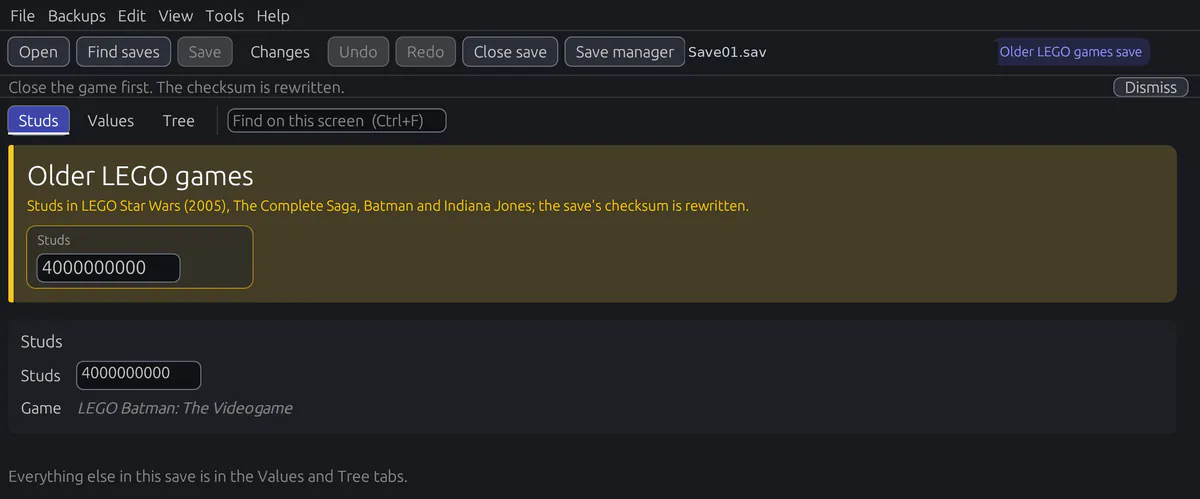 File Backups Edit View Tools Help
Open Find saves Save Changes Undo Redo Close save Save manager Save01.sav Older LEGO games save
Close the game first. The checksum is rewritten. Dismiss
Studs Values Tree Find on this screen (Ctrl+F)
Older LEGO games
Studs in LEGO Star Wars (2005), The Complete Saga, Batman and Indiana Jones; the save's checksum is rewritten.
Studs
4000000000
Studs
Studs 4000000000
Game LEGO Batman: The Videogame
Everything else in this save is in the Values and Tree tabs.